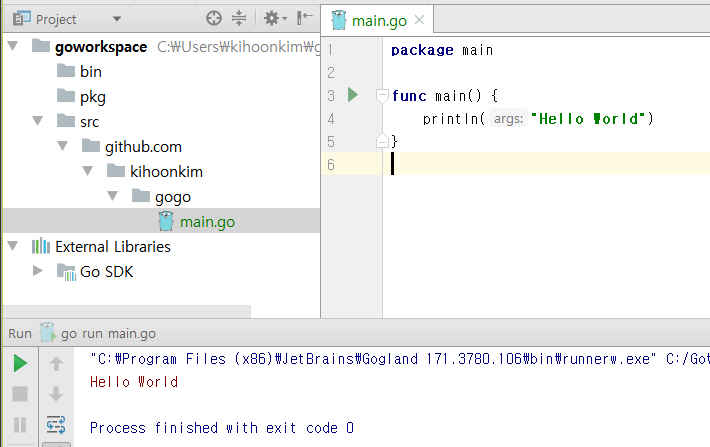 Project
goworkspace C:₩Users₩kihoonkim₩g
bin
pkg
src
github.com
kihoonkim
gogo
main.go
External Libraries
Go SDK
main.go
1 package main
2
3 func main() {
4 println( args: "Hello World")
5 }
6
Run go run main.go
"C:₩Program Files (x86)₩JetBrains₩Gogland 171.3780.106₩bin₩runnerw.exe" C:/Got
Hello World
Process finished with exit code 0